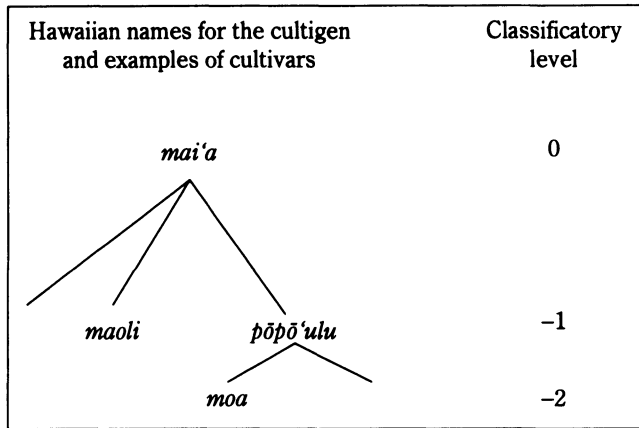 Hawaiian names for the cultigen
and examples of cultivars
Classificatory
level
mai‘a 0
maoli pōpō‘ulu –1
moa –2